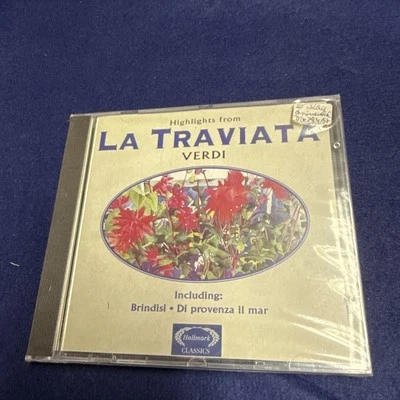 Highlights from
LA TRAVIATA
VERDI
Including:
Brindisi • Di provenza il mar
Hallmark
CLASSICS